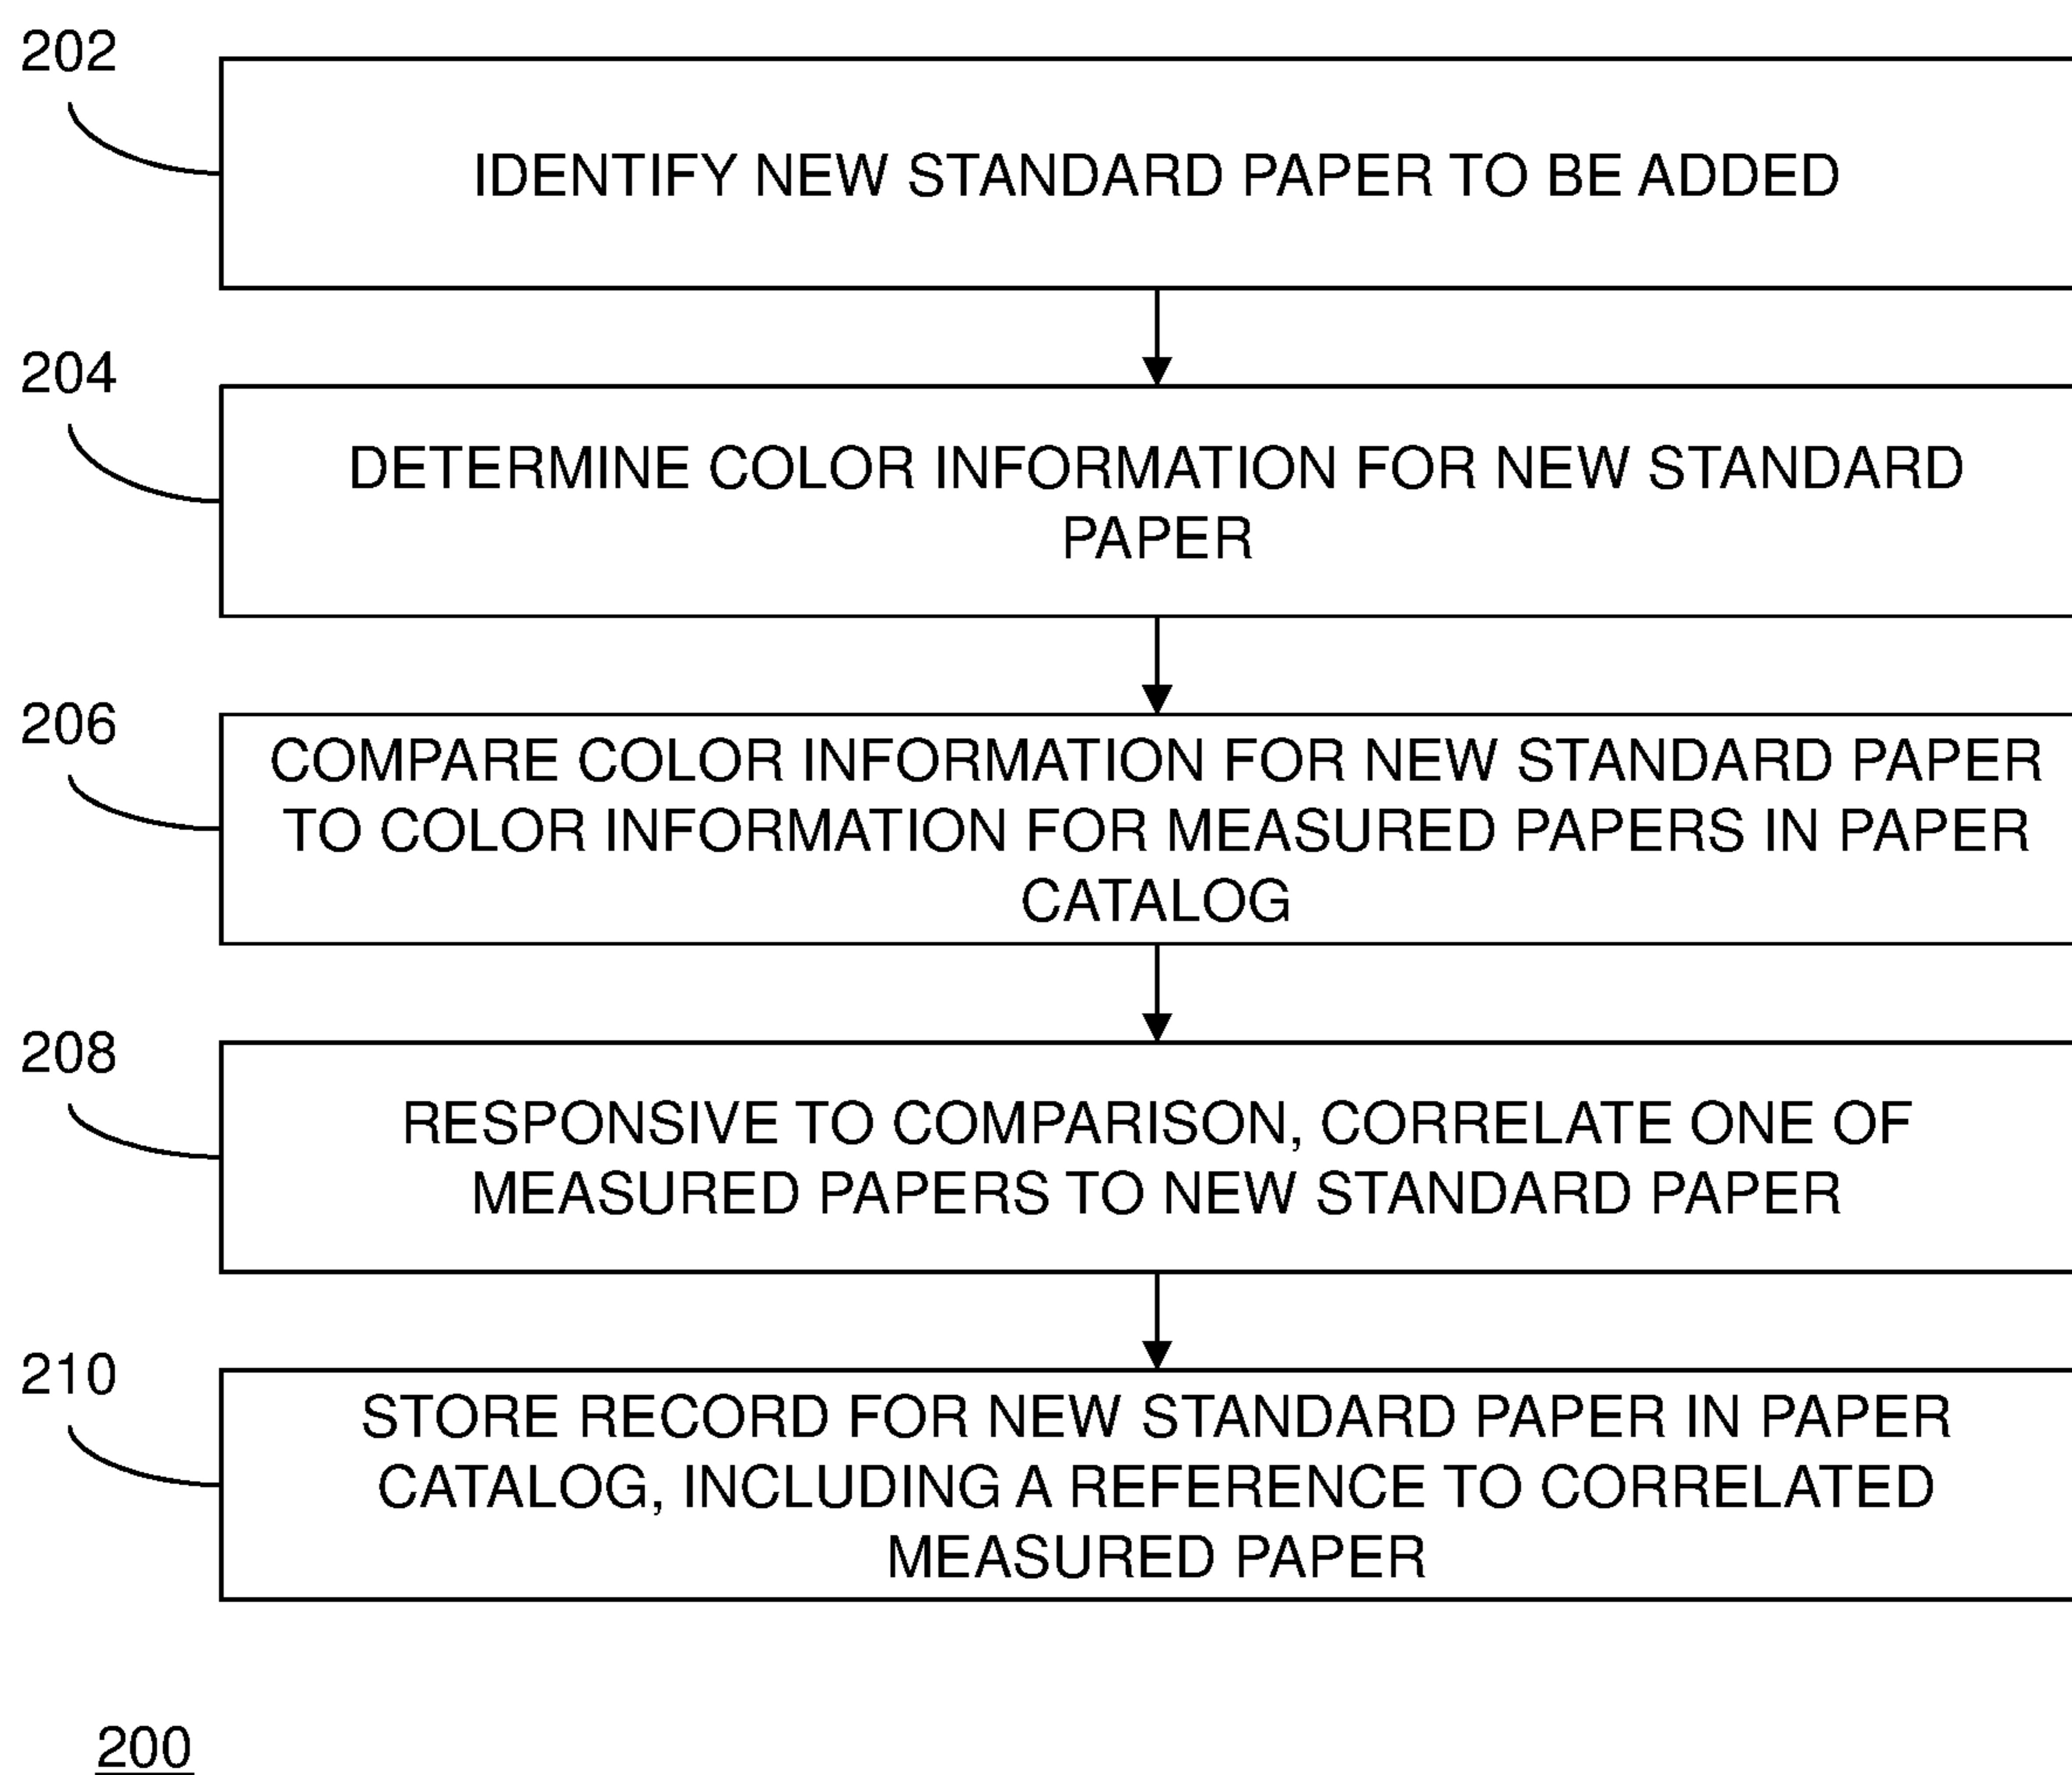 202
IDENTIFY NEW STANDARD PAPER TO BE ADDED
204
DETERMINE COLOR INFORMATION FOR NEW STANDARD
PAPER
206
COMPARE COLOR INFORMATION FOR NEW STANDARD PAPER
TO COLOR INFORMATION FOR MEASURED PAPERS IN PAPER
CATALOG
208
RESPONSIVE TO COMPARISON, CORRELATE ONE OF
MEASURED PAPERS TO NEW STANDARD PAPER
210
STORE RECORD FOR NEW STANDARD PAPER IN PAPER
CATALOG, INCLUDING A REFERENCE TO CORRELATED
MEASURED PAPER
200